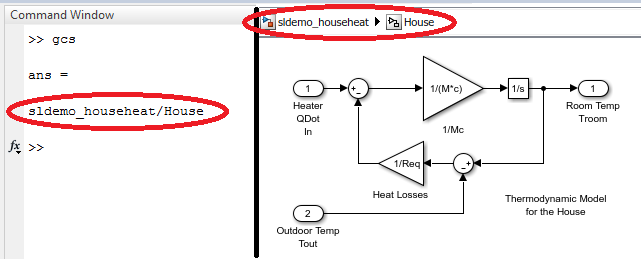 Command Window
>> gcs
ans =
sldemo_househeat/House
fx >>
sldemo_househeat House
1
Heater
QDot
In
+_
1/(M*c)
1/Mc
1/s
1
Room Temp
Troom
1/Req
Heat Losses
_+
Thermodynamic Model
for the House
2
Outdoor Temp
Tout